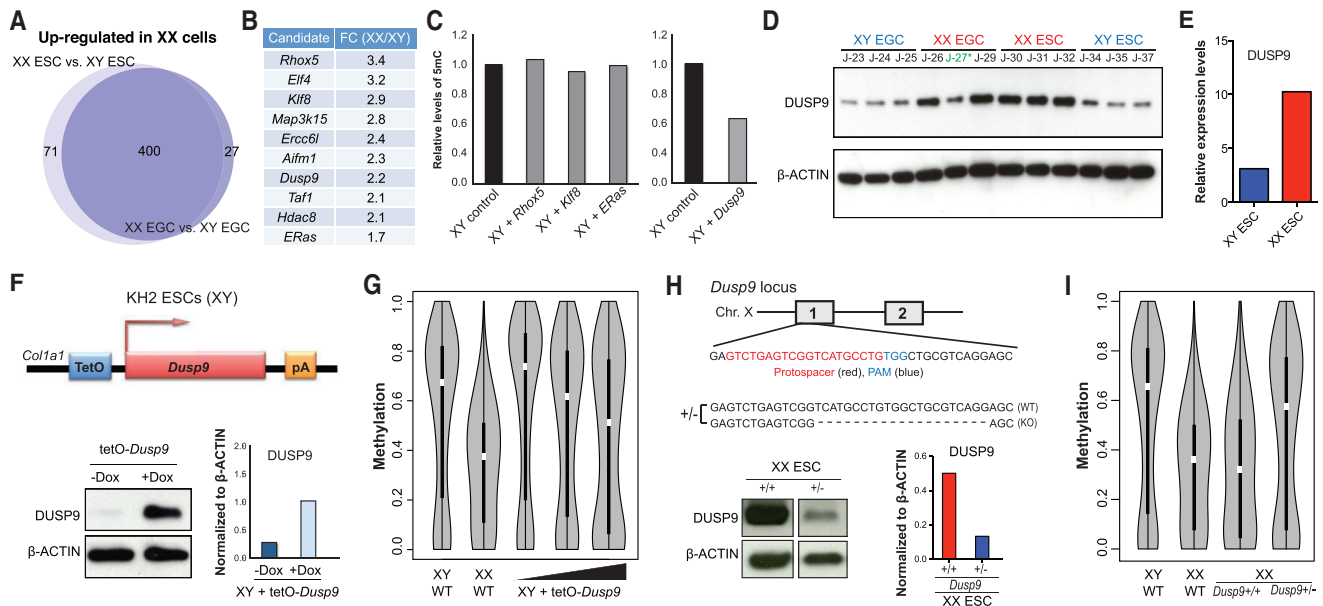 A
Up-regulated in XX cells
XX ESC vs. XY ESC
71
400
27
XX EGC vs. XY EGC
B
Candidate FC (XX/XY)
Rhox5 3.4
Elf4 3.2
Klf8 2.9
Map3k15 2.8
Ercc6l 2.4
Aifm1 2.3
Dusp9 2.2
Taf1 2.1
Hdac8 2.1
ERas 1.7
C
Relative levels of 5mC
1.2
1.0
0.8
0.6
0.4
0.2
0.0
XY control
XY + Rhox5
XY + Klf8
XY + ERas
1.2
1.0
0.8
0.6
0.4
0.2
0.0
XY control
XY + Dusp9
D
XY EGC XX EGC XX ESC XY ESC
J-23 J-24 J-25 J-26 J-27* J-29 J-30 J-31 J-32 J-34 J-35 J-37
DUSP9
β-ACTIN
E
DUSP9
Relative expression levels
15
10
5
0
XY ESC
XX ESC
F
KH2 ESCs (XY)
Col1a1
TetO
Dusp9
pA
tetO-Dusp9
-Dox +Dox
DUSP9
β-ACTIN
Normalized to β-ACTIN
DUSP9
2.0
1.5
1.0
0.5
0.0
-Dox +Dox
XY + tetO-Dusp9
G
Methylation
1.0
0.8
0.6
0.4
0.2
0.0
XY WT
XX WT
XY + tetO-Dusp9
H
Dusp9 locus
Chr. X
1
2
GAGTCTGAGTCGGTCATGCCTGTGGCTGCGTCAGGAGC
Protospacer (red), PAM (blue)
+/-
GAGTCTGAGTCGGTCATGCCTGTGGCTGCGTCAGGAGC (WT)
GAGTCTGAGTCGG - - - - - - - - - - - - - - - - - - - - - AGC (KO)
XX ESC
+/+ +/-
DUSP9
β-ACTIN
Normalized to β-ACTIN
DUSP9
0.6
0.4
0.2
0.0
+/+ +/-
Dusp9
XX ESC
I
Methylation
1.0
0.8
0.6
0.4
0.2
0.0
XY WT
XX WT
XX
Dusp9+/+ Dusp9+/-